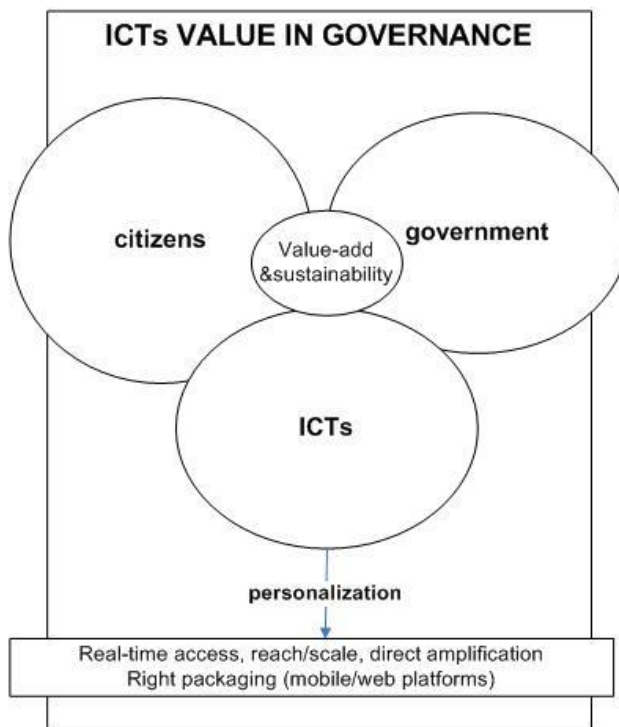 ICTs VALUE IN GOVERNANCE
citizens
government
Value-add
&sustainability
ICTs
personalization
Real-time access, reach/scale, direct amplification
Right packaging (mobile/web platforms)